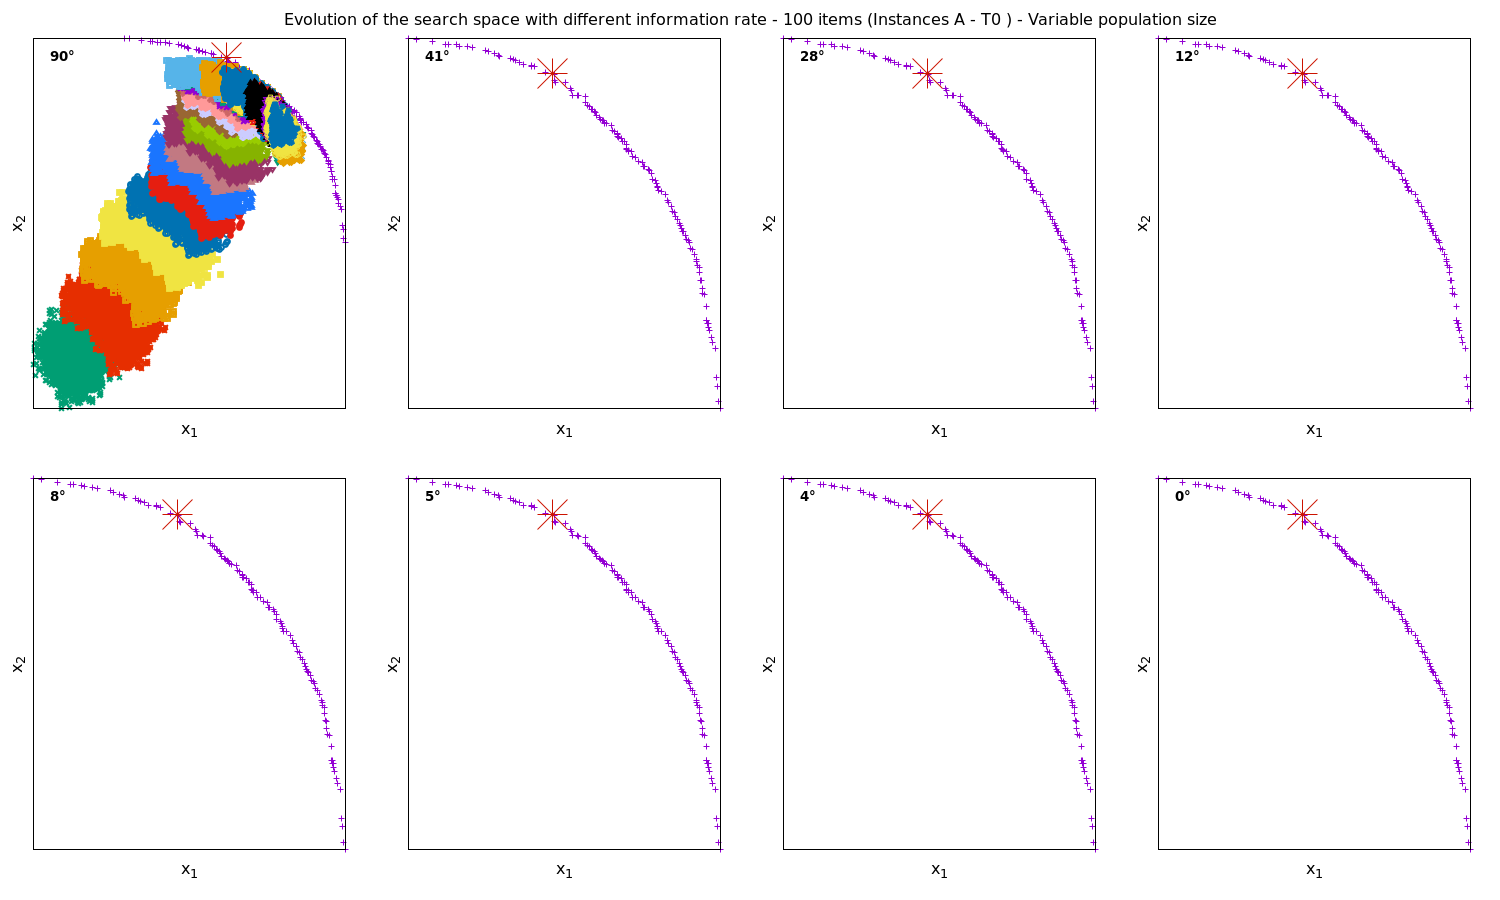 Evolution of the search space with different information rate - 100 items (Instances A - T0 ) - Variable population size
90°
x2
x1
41°
x2
x1
28°
x2
x1
12°
x2
x1
8°
x2
x1
5°
x2
x1
4°
x2
x1
0°
x2
x1